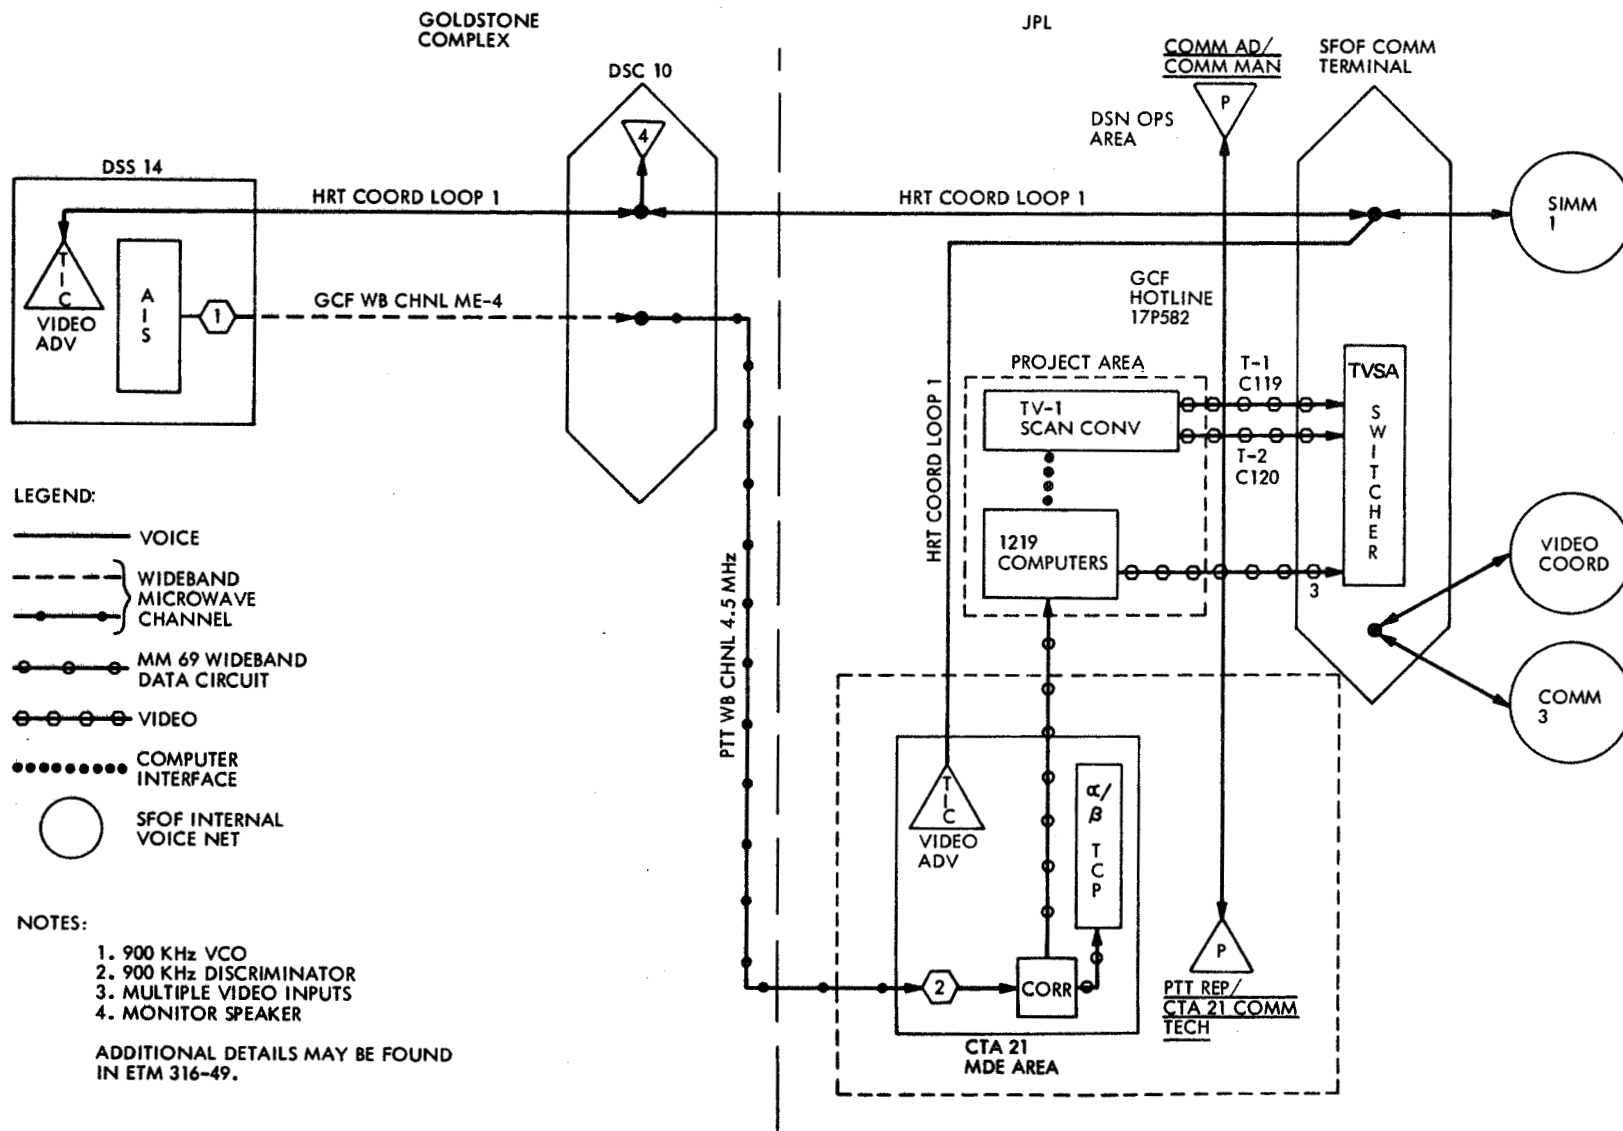 GOLDSTONE
COMPLEX
JPL
DSC 10
4
COMM AD/
COMM MAN
P
DSN OPS
AREA
SFOF COMM
TERMINAL
DSS 14
HRT COORD LOOP 1
HRT COORD LOOP 1
SIMM
1
T
I
C
VIDEO
ADV
A
I
S
1
GCF WB CHNL ME-4
GCF
HOTLINE
17P582
PROJECT AREA
TV-1
SCAN CONV
T-1
C119
T-2
C120
TVSA
SWITCHER
HRT COORD LOOP 1
1219
COMPUTERS
3
VIDEO
COORD
COMM
3
PTT WB CHNL 4.5 MHz
T
I
C
VIDEO
ADV
α/
β
T
C
P
2
CORR
P
PTT REP/
CTA 21 COMM
TECH
CTA 21
MDE AREA
LEGEND:
VOICE
WIDEBAND
MICROWAVE
CHANNEL
MM 69 WIDEBAND
DATA CIRCUIT
VIDEO
COMPUTER
INTERFACE
SFOF INTERNAL
VOICE NET
NOTES:
1. 900 KHz VCO
2. 900 KHz DISCRIMINATOR
3. MULTIPLE VIDEO INPUTS
4. MONITOR SPEAKER
ADDITIONAL DETAILS MAY BE FOUND
IN ETM 316-49.